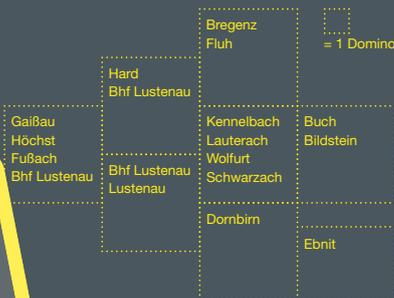 Bregenz
Fluh
= 1 Domino
Hard
Bhf Lustenau
Gaißau
Höchst
Fußach
Bhf Lustenau
Kennelbach
Lauterach
Wolfurt
Schwarzach
Buch
Bildstein
Bhf Lustenau
Lustenau
Dornbirn
Ebnit